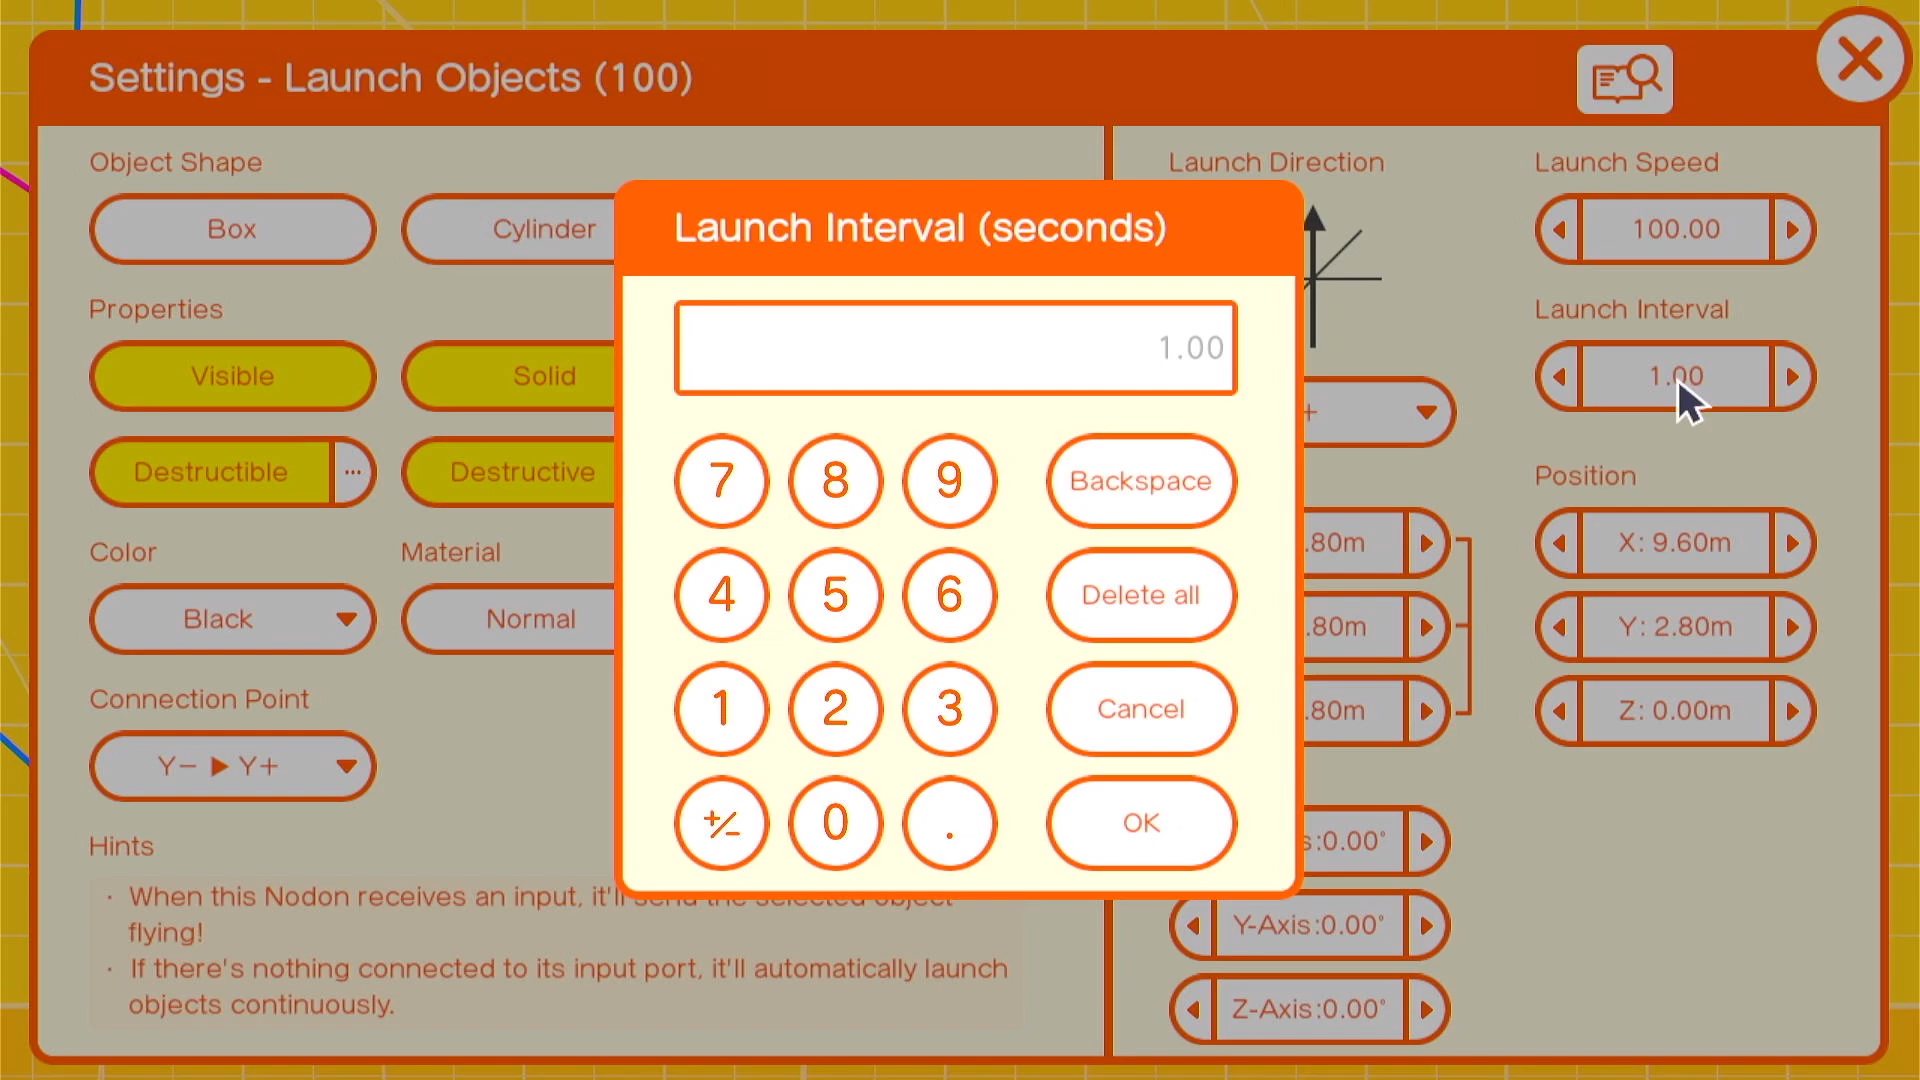 Settings - Launch Objects (100)
Object Shape
Box
Cylinder
Properties
Visible
Solid
Destructible
...
Destructive
Color
Material
Black
Normal
Connection Point
Y− ▶ Y+
Hints
· When this Nodon receives an input, it'll send the selected object
flying!
· If there's nothing connected to its input port, it'll automatically launch
objects continuously.
Launch Interval (seconds)
1.00
7
8
9
Backspace
4
5
6
Delete all
1
2
3
Cancel
+/−
0
.
OK
Launch Direction
+
.80m
.80m
.80m
s:0.00°
Y-Axis:0.00°
Z-Axis:0.00°
Launch Speed
100.00
Launch Interval
1.00
Position
X: 9.60m
Y: 2.80m
Z: 0.00m